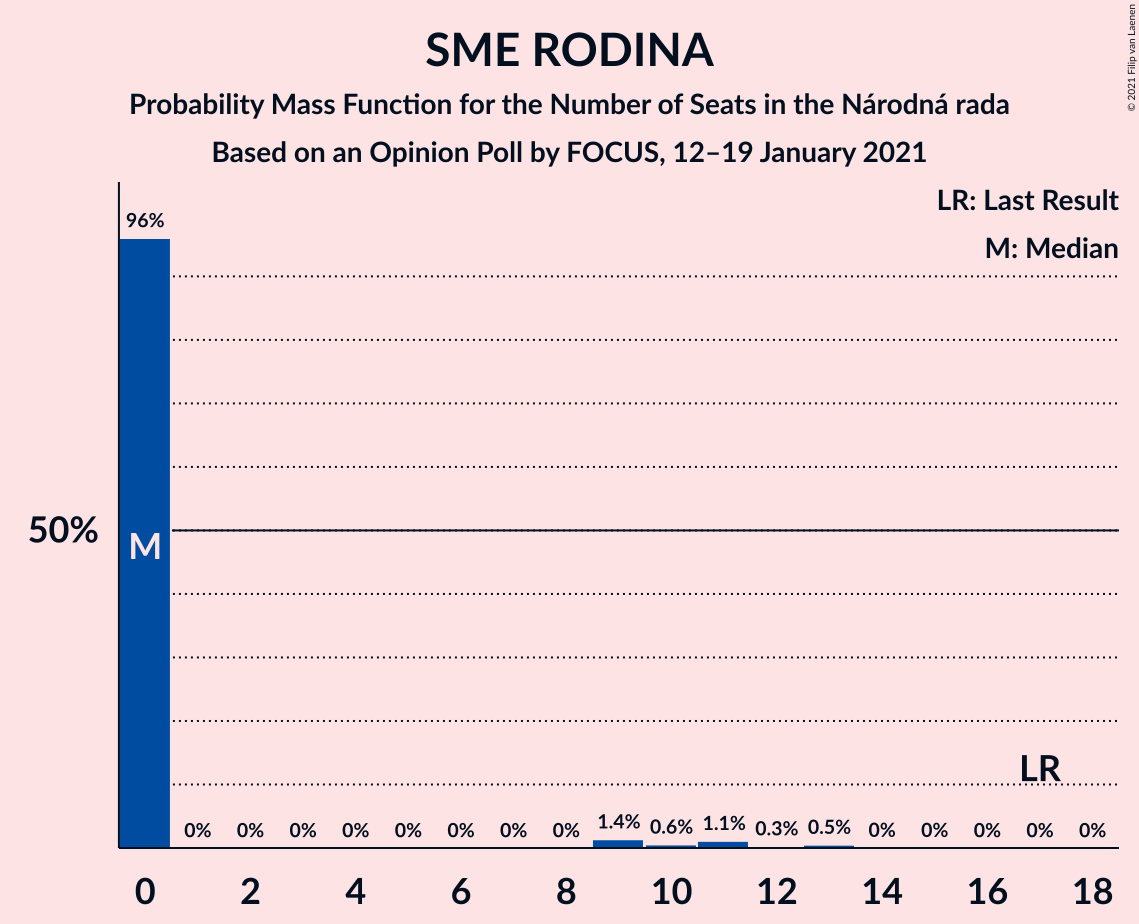 SME RODINA
Probability Mass Function for the Number of Seats in the Národná rada
Based on an Opinion Poll by FOCUS, 12–19 January 2021
© 2021 Filip van Laenen
LR: Last Result
M: Median
96%
50%
M
LR
0% 0% 0% 0% 0% 0% 0% 0% 1.4% 0.6% 1.1% 0.3% 0.5% 0% 0% 0% 0% 0%
0 2 4 6 8 10 12 14 16 18